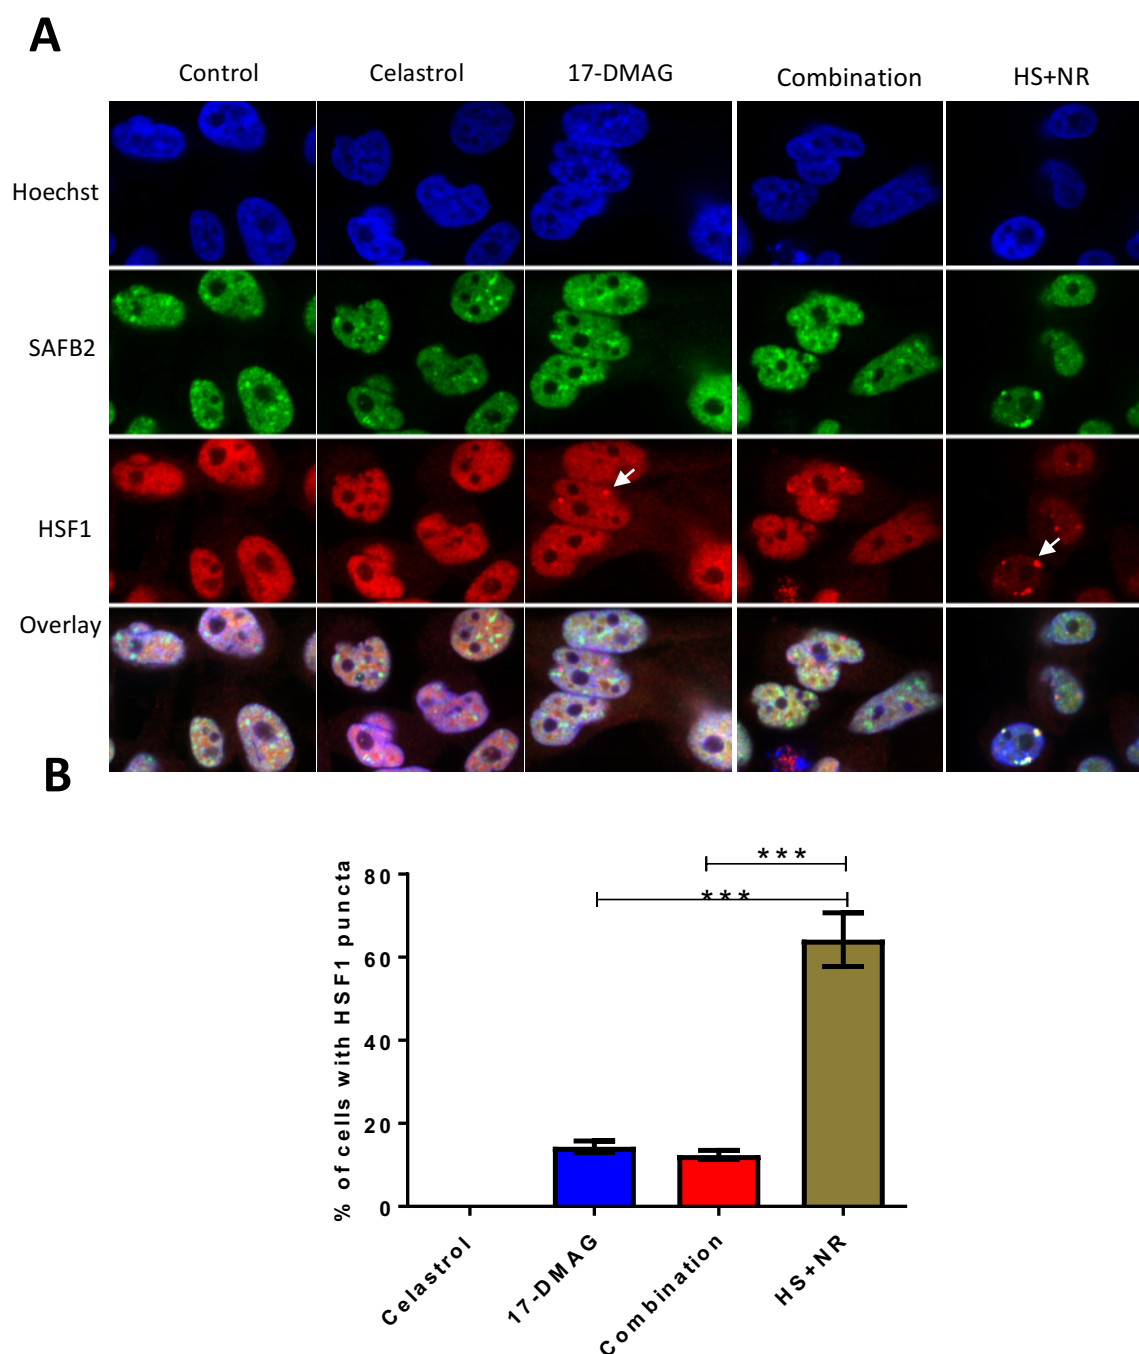 A
Control Celastrol 17-DMAG Combination HS+NR
Hoechst
SAFB2
HSF1
Overlay
B
% of cells with HSF1 puncta
80
60
40
20
0
***
***
Celastrol
17-DMAG
Combination
HS+NR